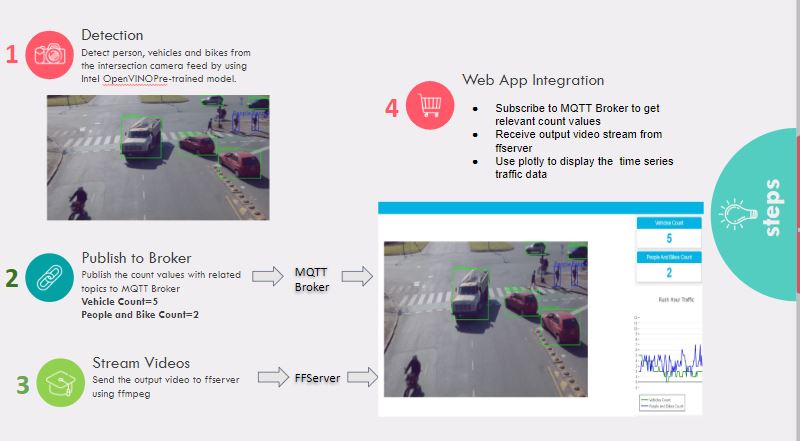 1
Detection
Detect person, vehicles and bikes from
the intersection camera feed by using
Intel OpenVINOPre-trained model.
2
Publish to Broker
Publish the count values with related
topics to MQTT Broker
Vehicle Count=5
People and Bike Count=2
MQTT
Broker
3
Stream Videos
Send the output video to ffserver
using ffmpeg
FFServer
4
Web App Integration
• Subscribe to MQTT Broker to get
relevant count values
• Receive output video stream from
ffserver
• Use plotly to display the time series
traffic data
Vehicles Count
5
People And Bikes Count
2
Rush Hour Traffic
Vehicles Count
People and Bikes Count
steps